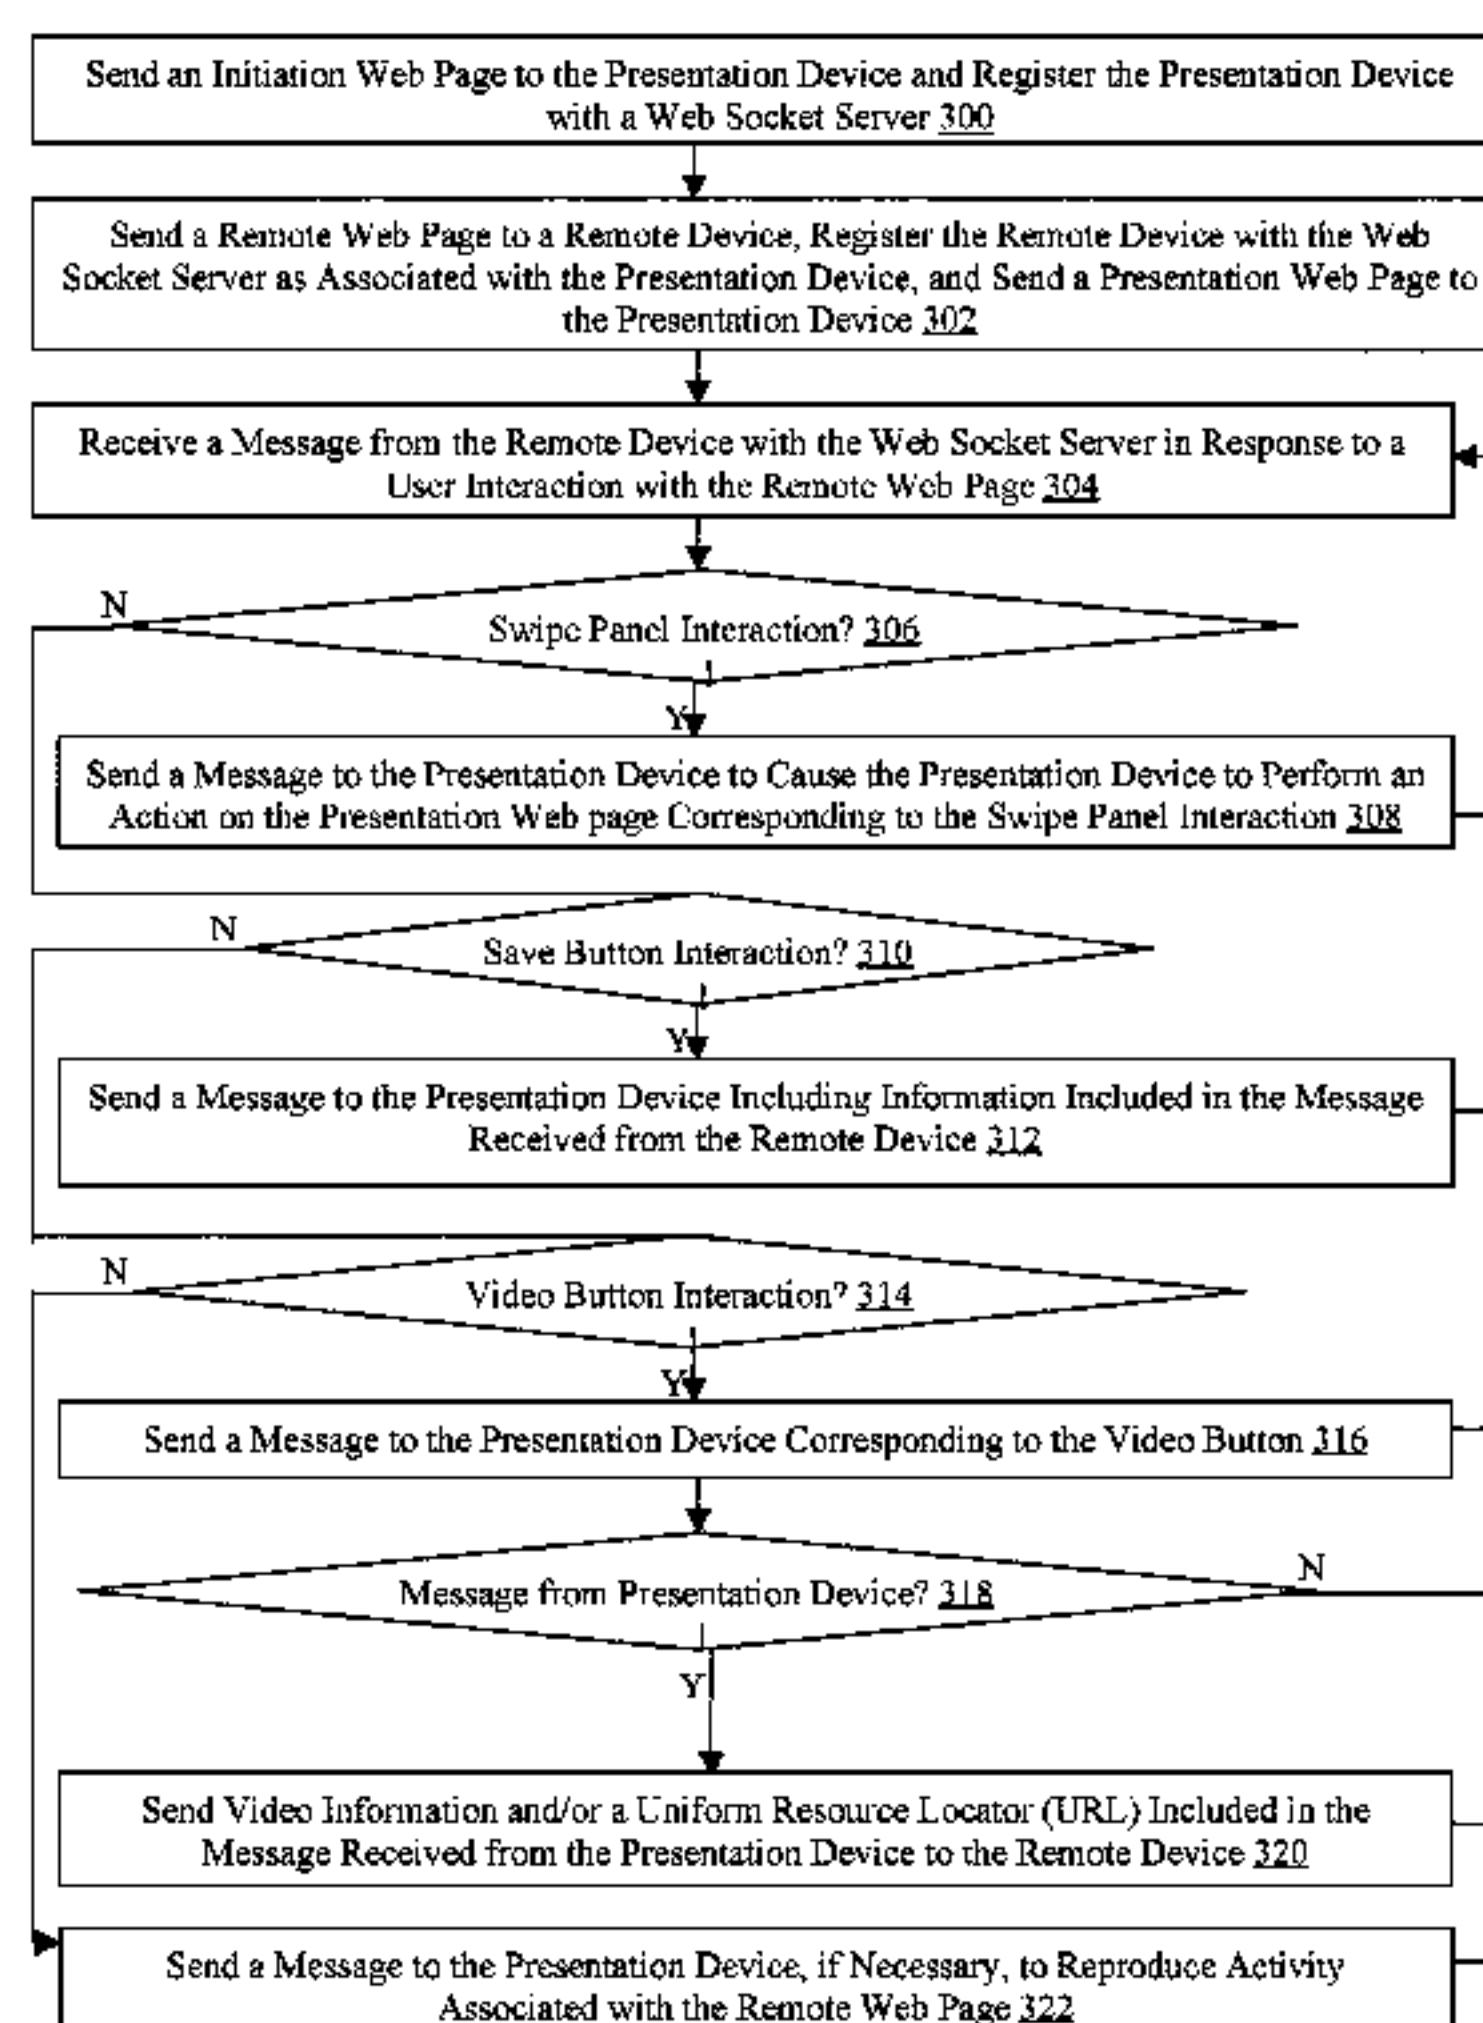 Send an Initiation Web Page to the Presentation Device and Register the Presentation Device
with a Web Socket Server 300
Send a Remote Web Page to a Remote Device, Register the Remote Device with the Web
Socket Server as Associated with the Presentation Device, and Send a Presentation Web Page to
the Presentation Device 302
Receive a Message from the Remote Device with the Web Socket Server in Response to a
User Interaction with the Remote Web Page 304
N
Swipe Panel Interaction? 306
Y
Send a Message to the Presentation Device to Cause the Presentation Device to Perform an
Action on the Presentation Web page Corresponding to the Swipe Panel Interaction 308
N
Save Button Interaction? 310
Y
Send a Message to the Presentation Device Including Information Included in the Message
Received from the Remote Device 312
N
Video Button Interaction? 314
Y
Send a Message to the Presentation Device Corresponding to the Video Button 316
N
Message from Presentation Device? 318
Y
Send Video Information and/or a Uniform Resource Locator (URL) Included in the
Message Received from the Presentation Device to the Remote Device 320
Send a Message to the Presentation Device, if Necessary, to Reproduce Activity
Associated with the Remote Web Page 322